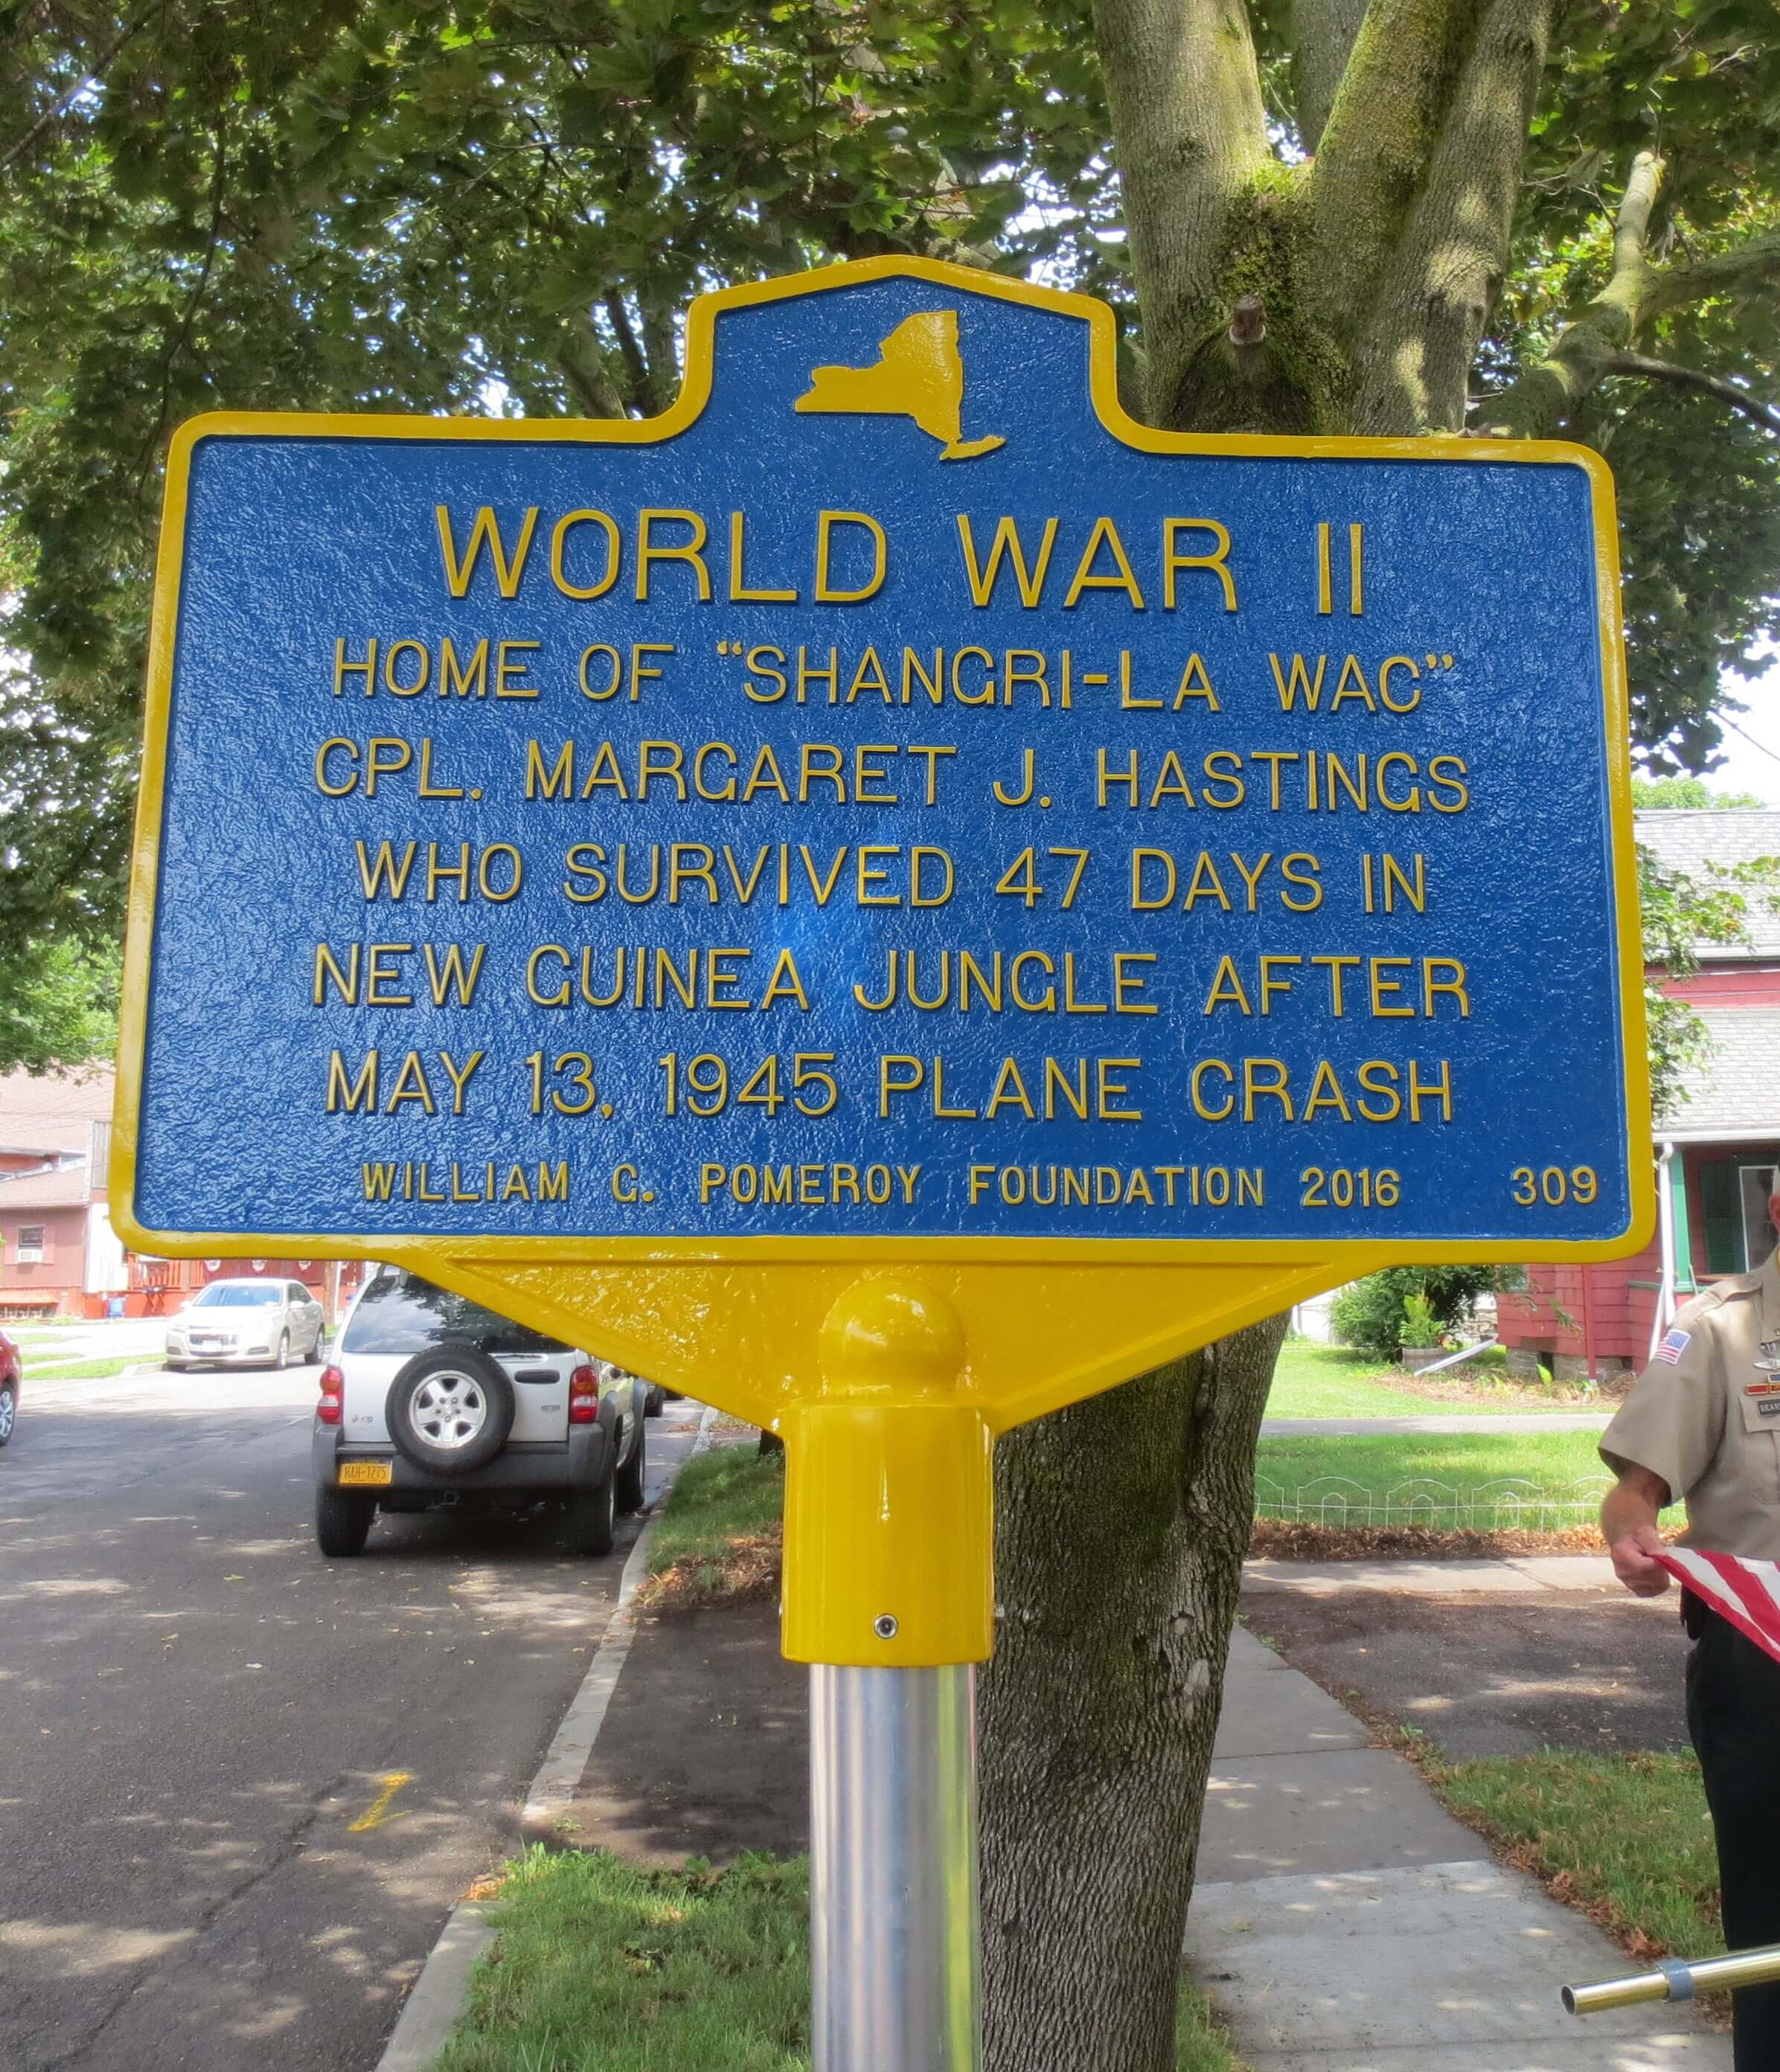 WORLD WAR II
HOME OF “SHANGRI-LA WAC”
CPL. MARGARET J. HASTINGS
WHO SURVIVED 47 DAYS IN
NEW GUINEA JUNGLE AFTER
MAY 13, 1945 PLANE CRASH
WILLIAM G. POMEROY FOUNDATION 2016 309
Jeep